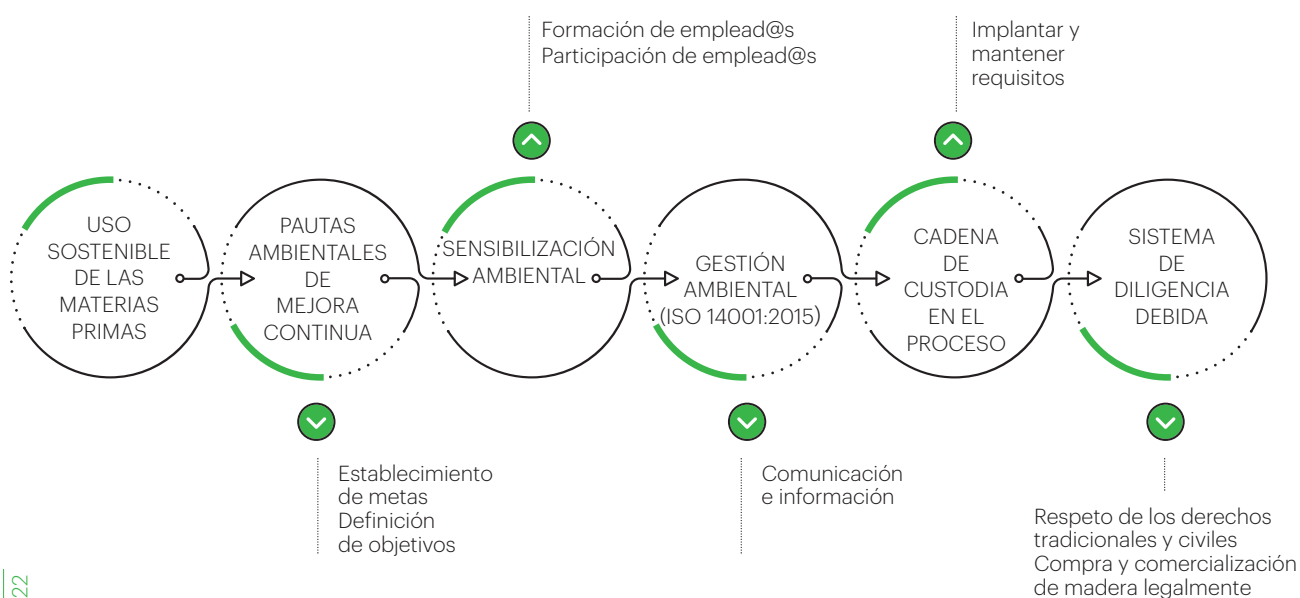 Formación de emplead@s
Participación de emplead@s
Implantar y
mantener
requisitos
USO
SOSTENIBLE
DE LAS
MATERIAS
PRIMAS
PAUTAS
AMBIENTALES
DE
MEJORA
CONTINUA
SENSIBILIZACIÓN
AMBIENTAL
GESTIÓN
AMBIENTAL
(ISO 14001:2015)
CADENA
DE
CUSTODIA
EN EL
PROCESO
SISTEMA
DE
DILIGENCIA
DEBIDA
Establecimiento
de metas
Definición
de objetivos
Comunicación
e información
Respeto de los derechos
tradicionales y civiles
Compra y comercialización
de madera legalmente
22